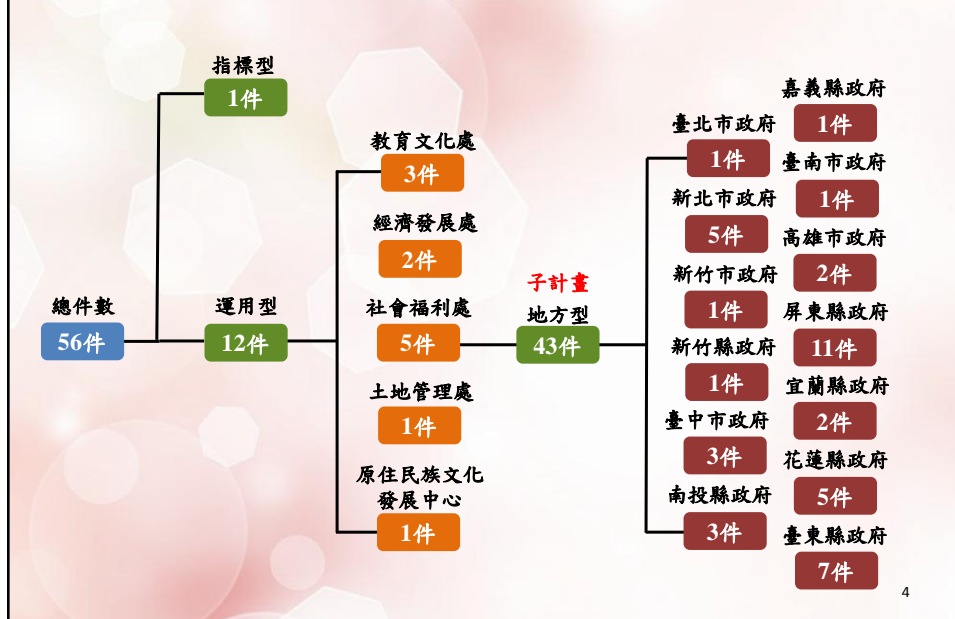 總件數
56件
指標型
1件
運用型
12件
教育文化處
3件
經濟發展處
2件
社會福利處
5件
土地管理處
1件
原住民族文化
發展中心
1件
子計畫
地方型
43件
臺北市政府
1件
新北市政府
5件
新竹市政府
1件
新竹縣政府
1件
臺中市政府
3件
南投縣政府
3件
嘉義縣政府
1件
臺南市政府
1件
高雄市政府
2件
屏東縣政府
11件
宜蘭縣政府
2件
花蓮縣政府
5件
臺東縣政府
7件
4